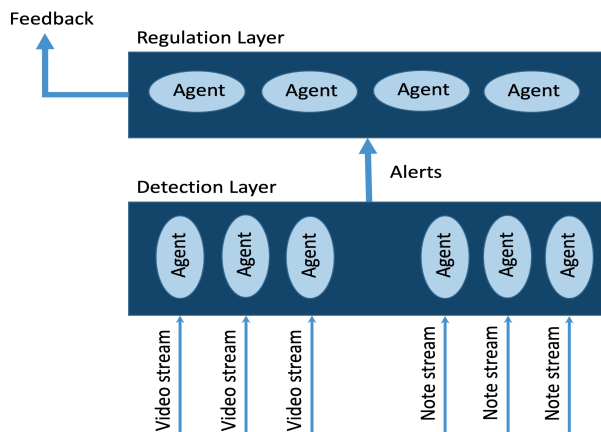 Feedback
Regulation Layer
Agent Agent Agent Agent
Alerts
Detection Layer
Agent Agent Agent Agent Agent Agent
Video stream Video stream Video stream Note stream Note stream Note stream